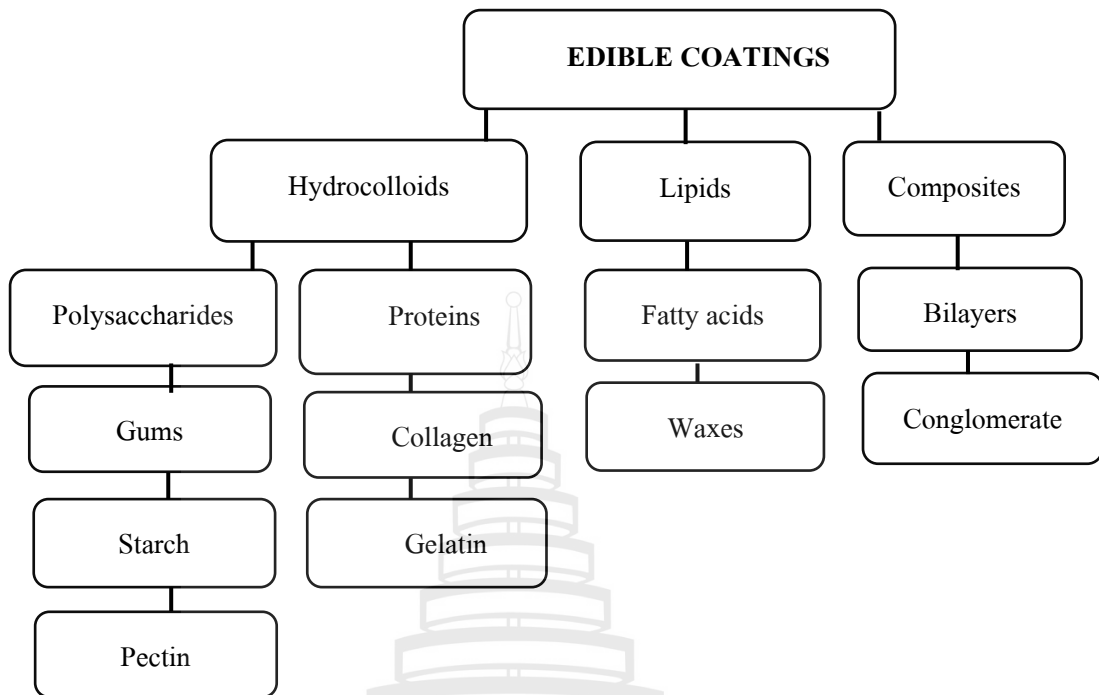 EDIBLE COATINGS
Hydrocolloids
Lipids
Composites
Polysaccharides
Proteins
Fatty acids
Bilayers
Gums
Collagen
Waxes
Conglomerate
Starch
Gelatin
Pectin